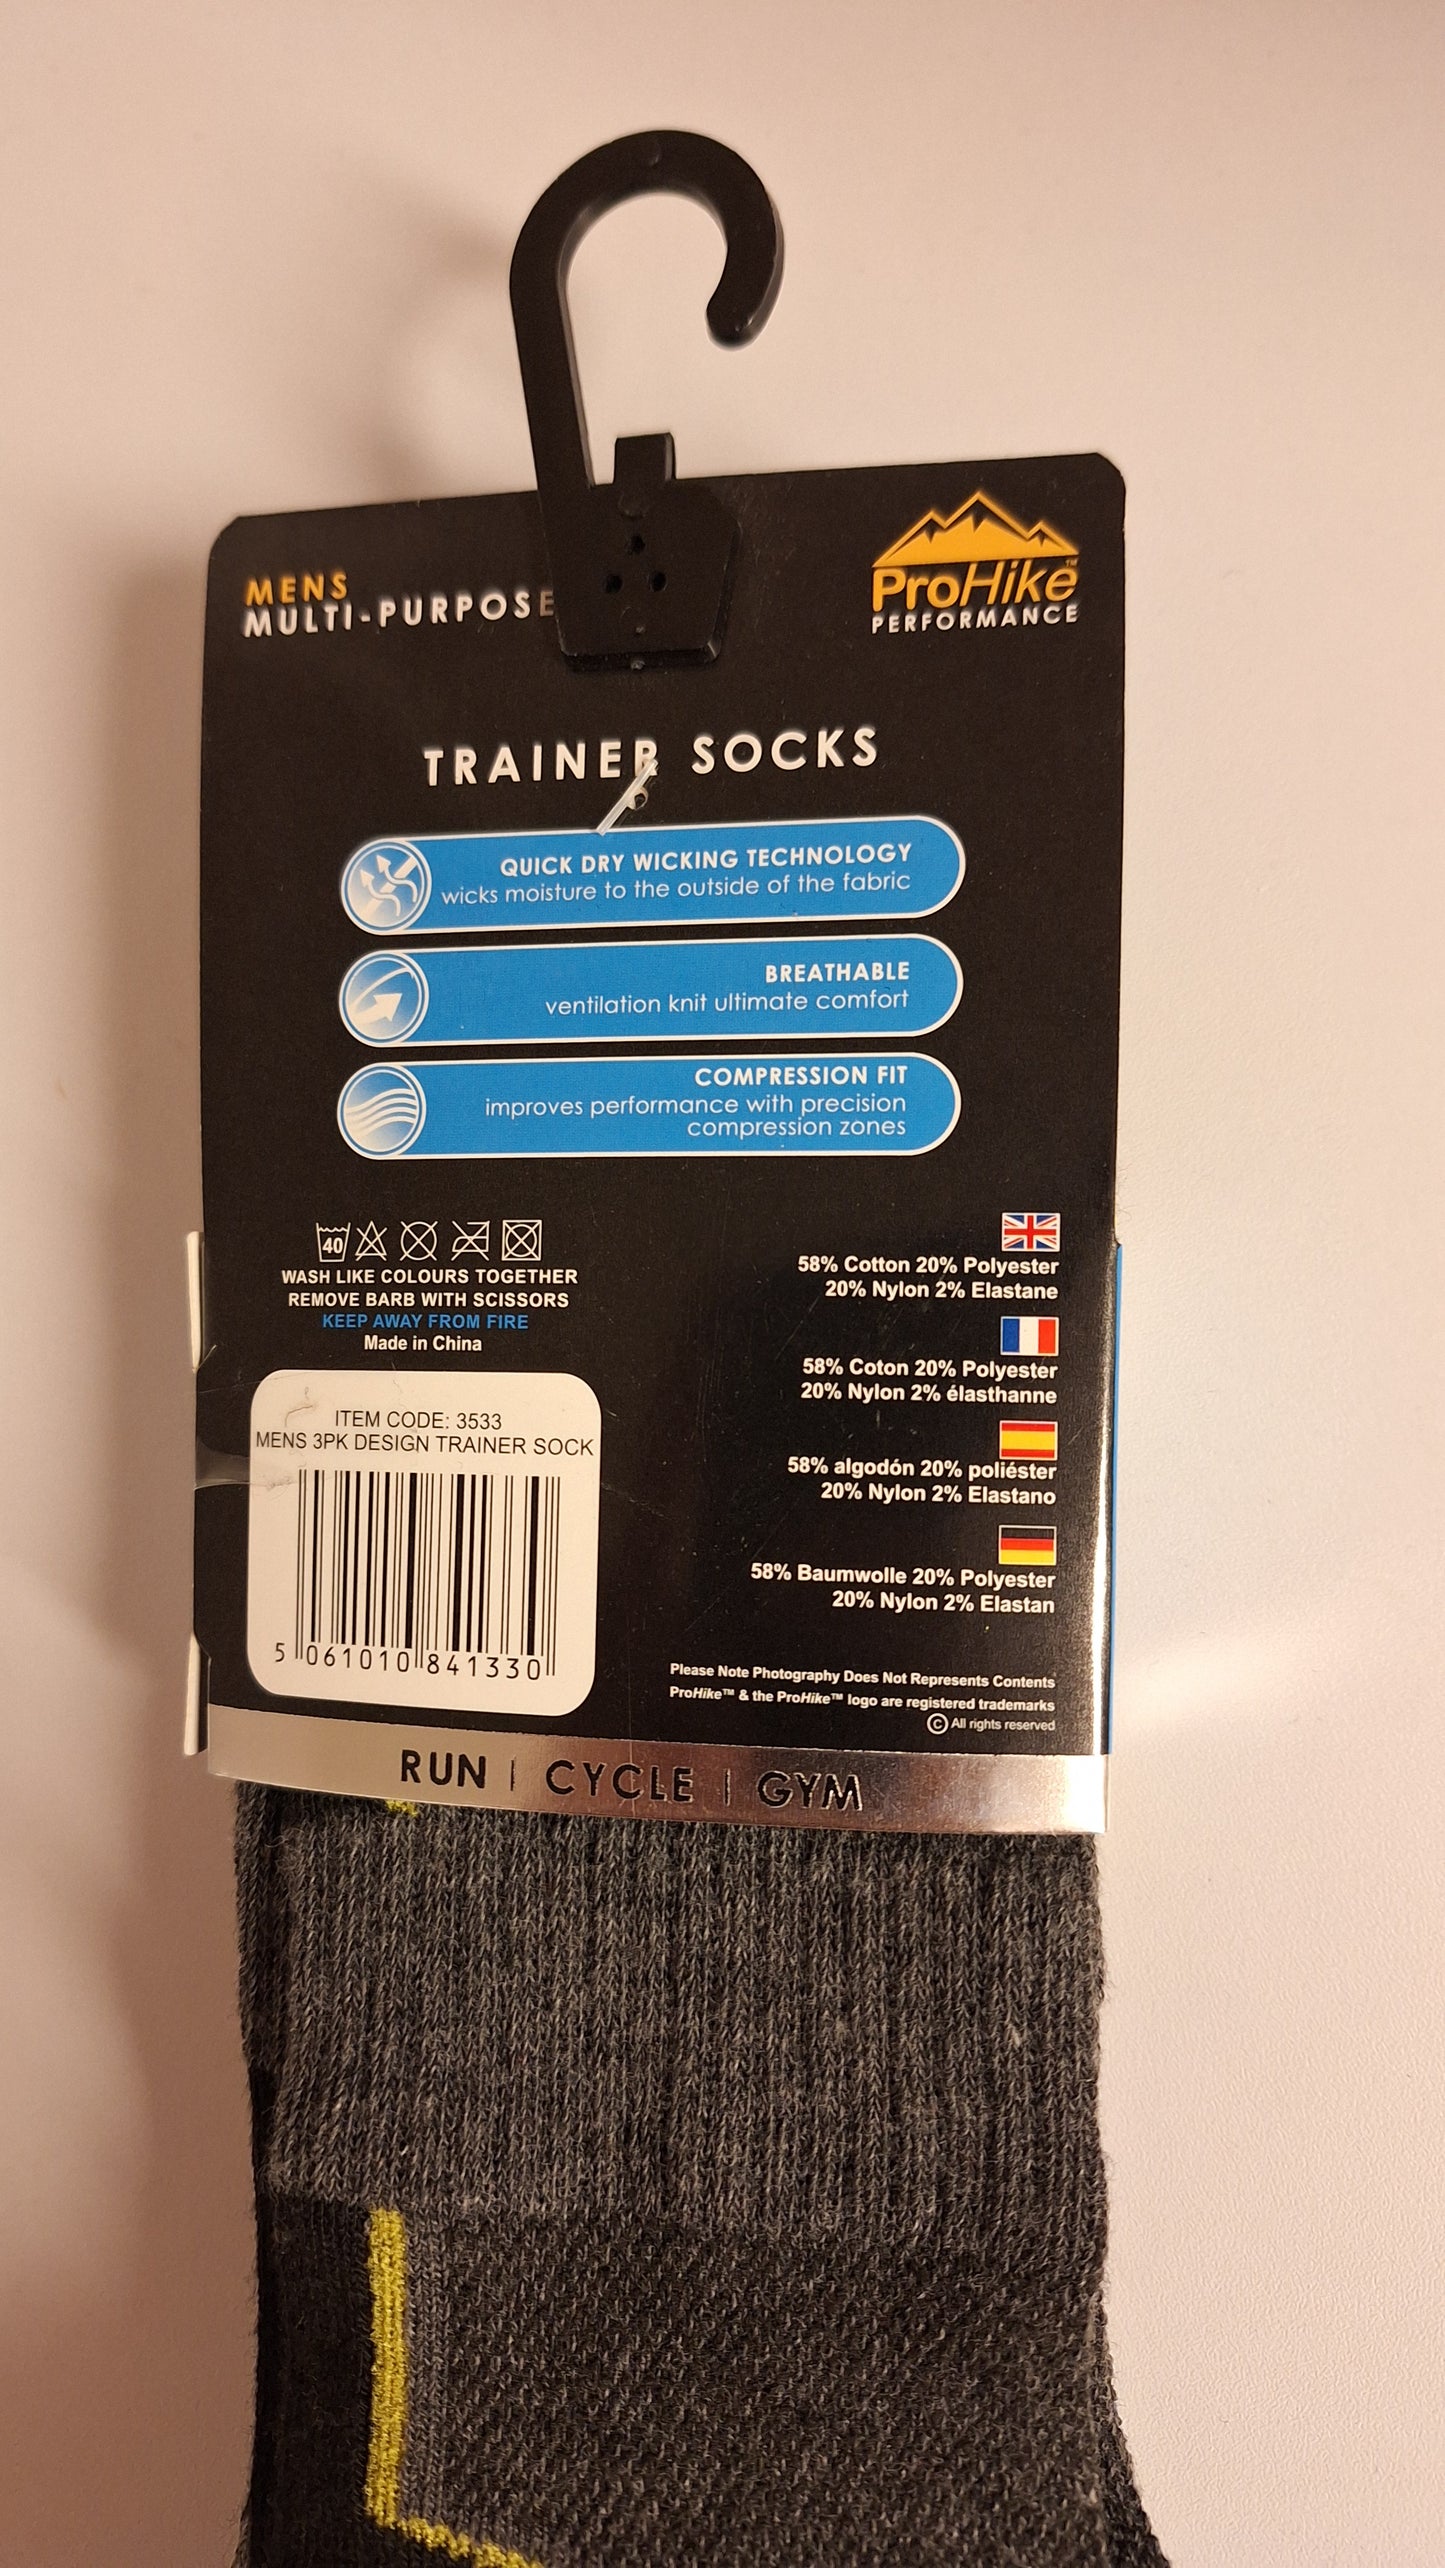 MENS
MULTI-PURPOSE
ProHike™
PERFORMANCE
TRAINER SOCKS
QUICK DRY WICKING TECHNOLOGY
wicks moisture to the outside of the fabric
BREATHABLE
ventilation knit ultimate comfort
COMPRESSION FIT
improves performance with precision
compression zones
40
WASH LIKE COLOURS TOGETHER
REMOVE BARB WITH SCISSORS
KEEP AWAY FROM FIRE
Made in China
ITEM CODE: 3533
MENS 3PK DESIGN TRAINER SOCK
5 061010 841330
58% Cotton 20% Polyester
20% Nylon 2% Elastane
58% Coton 20% Polyester
20% Nylon 2% élasthanne
58% algodón 20% poliéster
20% Nylon 2% Elastano
58% Baumwolle 20% Polyester
20% Nylon 2% Elastan
Please Note Photography Does Not Represents Contents
ProHike™ & the ProHike™ logo are registered trademarks
© All rights reserved
RUN | CYCLE | GYM